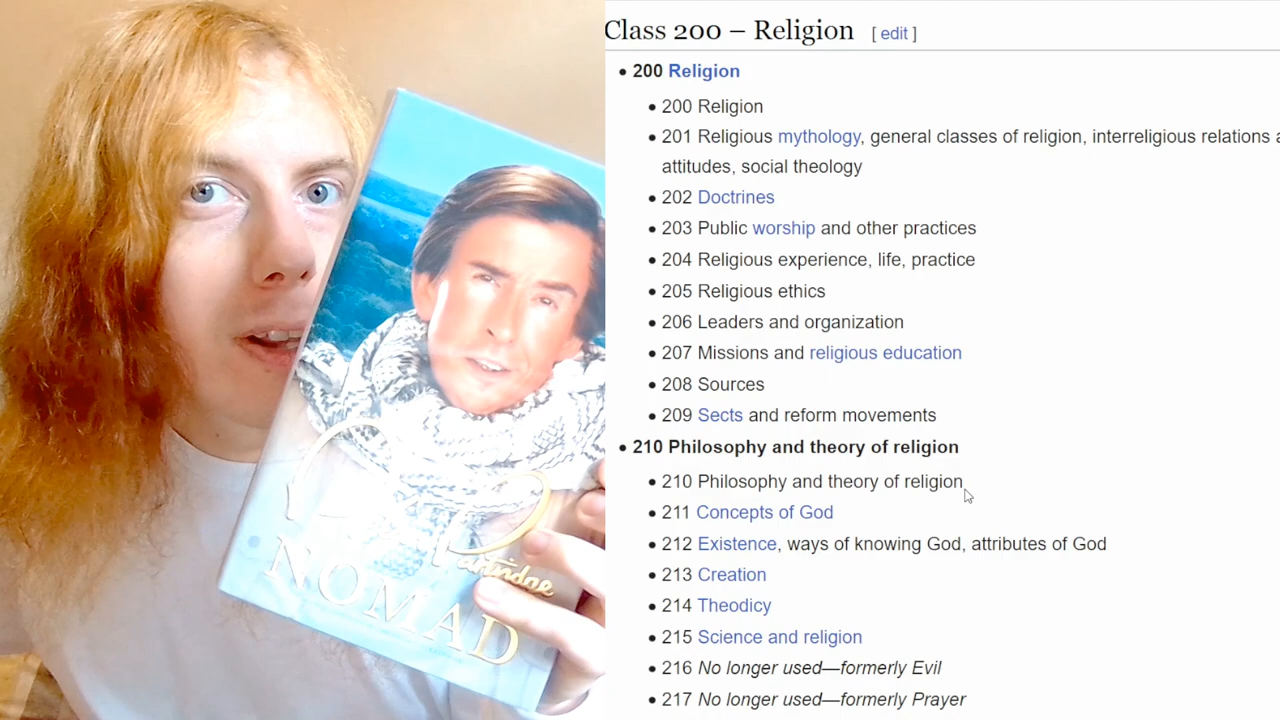 Partridge
NOMAD
Class 200 – Religion [ edit ]
• 200 Religion
• 200 Religion
• 201 Religious mythology, general classes of religion, interreligious relations a
attitudes, social theology
• 202 Doctrines
• 203 Public worship and other practices
• 204 Religious experience, life, practice
• 205 Religious ethics
• 206 Leaders and organization
• 207 Missions and religious education
• 208 Sources
• 209 Sects and reform movements
• 210 Philosophy and theory of religion
• 210 Philosophy and theory of religion
• 211 Concepts of God
• 212 Existence, ways of knowing God, attributes of God
• 213 Creation
• 214 Theodicy
• 215 Science and religion
• 216 No longer used—formerly Evil
• 217 No longer used—formerly Prayer